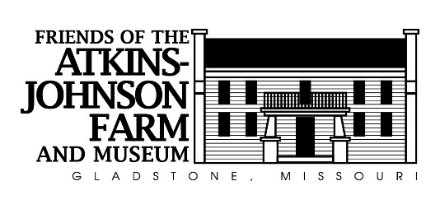 FRIENDS OF THE
ATKINS-
JOHNSON
FARM
AND MUSEUM
GLADSTONE, MISSOURI